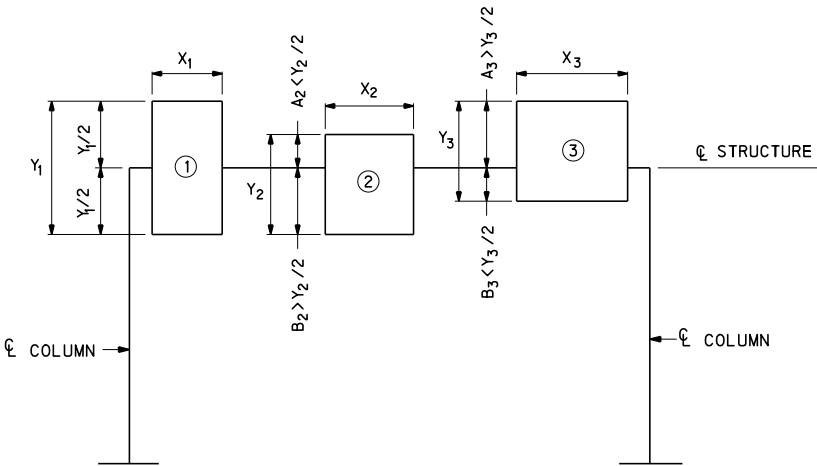 X₁
A₂<Y₂/2
X₂
A₃>Y₃/2
X₃
Y₁
Y₁/2
Y₁/2
1
Y₂
2
B₂>Y₂/2
Y₃
3
B₃<Y₃/2
℄ STRUCTURE
℄ COLUMN
℄ COLUMN